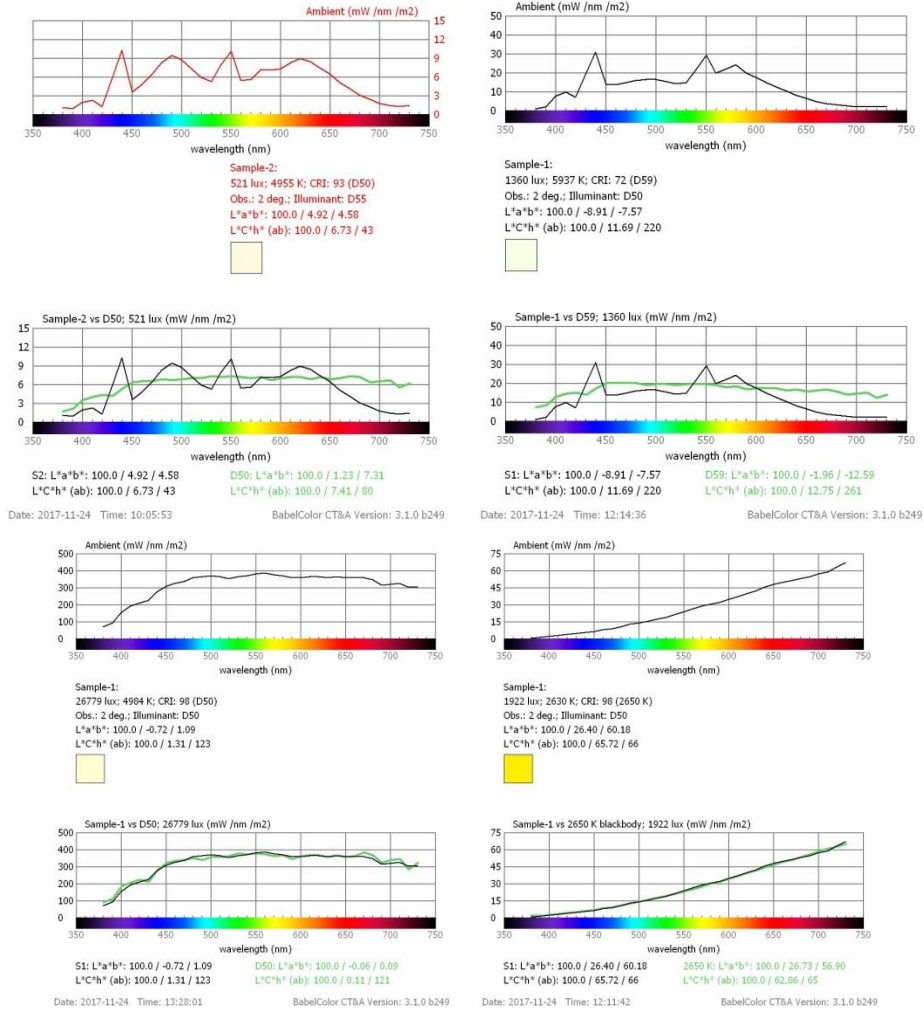 Ambient (mW /nm /m2)
15
12
9
6
3
0
350 400 450 500 550 600 650 700 750
wavelength (nm)
Sample-2:
521 lux; 4955 K; CRI: 93 (D50)
Obs.: 2 deg.; Illuminant: D55
L*a*b*: 100.0 / 4.92 / 4.58
L*C*h* (ab): 100.0 / 6.73 / 43
Sample-2 vs D50; 521 lux (mW /nm /m2)
15
12
9
6
3
0
350 400 450 500 550 600 650 700 750
wavelength (nm)
S2: L*a*b*: 100.0 / 4.92 / 4.58 D50: L*a*b*: 100.0 / 1.23 / 7.31
L*C*h* (ab): 100.0 / 6.73 / 43 L*C*h* (ab): 100.0 / 7.41 / 80
Date: 2017-11-24 Time: 10:05:53 BabelColor CT&A Version: 3.1.0 b249
Ambient (mW /nm /m2)
50
40
30
20
10
0
350 400 450 500 550 600 650 700 750
wavelength (nm)
Sample-1:
1360 lux; 5937 K; CRI: 72 (D59)
Obs.: 2 deg.; Illuminant: D50
L*a*b*: 100.0 / -8.91 / -7.57
L*C*h* (ab): 100.0 / 11.69 / 220
Sample-1 vs D59; 1360 lux (mW /nm /m2)
50
40
30
20
10
0
350 400 450 500 550 600 650 700 750
wavelength (nm)
S1: L*a*b*: 100.0 / -8.91 / -7.57 D59: L*a*b*: 100.0 / -1.96 / -12.59
L*C*h* (ab): 100.0 / 11.69 / 220 L*C*h* (ab): 100.0 / 12.75 / 261
Date: 2017-11-24 Time: 12:14:36 BabelColor CT&A Version: 3.1.0 b249
Ambient (mW /nm /m2)
500
400
300
200
100
0
350 400 450 500 550 600 650 700 750
wavelength (nm)
Sample-1:
26779 lux; 4984 K; CRI: 98 (D50)
Obs.: 2 deg.; Illuminant: D50
L*a*b*: 100.0 / -0.72 / 1.09
L*C*h* (ab): 100.0 / 1.31 / 123
Sample-1 vs D50; 26779 lux (mW /nm /m2)
500
400
300
200
100
0
350 400 450 500 550 600 650 700 750
wavelength (nm)
S1: L*a*b*: 100.0 / -0.72 / 1.09 D50: L*a*b*: 100.0 / -0.06 / 0.09
L*C*h* (ab): 100.0 / 1.31 / 123 L*C*h* (ab): 100.0 / 0.11 / 121
Date: 2017-11-24 Time: 13:28:01 BabelColor CT&A Version: 3.1.0 b249
Ambient (mW /nm /m2)
75
60
45
30
15
0
350 400 450 500 550 600 650 700 750
wavelength (nm)
Sample-1:
1922 lux; 2630 K; CRI: 98 (2650 K)
Obs.: 2 deg.; Illuminant: D50
L*a*b*: 100.0 / 26.40 / 60.18
L*C*h* (ab): 100.0 / 65.72 / 66
Sample-1 vs 2650 K blackbody; 1922 lux (mW /nm /m2)
75
60
45
30
15
0
350 400 450 500 550 600 650 700 750
wavelength (nm)
S1: L*a*b*: 100.0 / 26.40 / 60.18 2650 K: L*a*b*: 100.0 / 26.73 / 56.90
L*C*h* (ab): 100.0 / 65.72 / 66 L*C*h* (ab): 100.0 / 62.86 / 65
Date: 2017-11-24 Time: 12:11:42 BabelColor CT&A Version: 3.1.0 b249